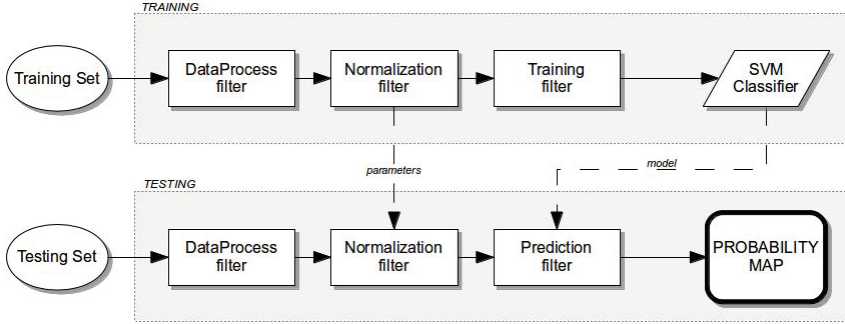 TRAINING
Training Set
DataProcess
filter
Normalization
filter
Training
filter
SVM
Classifier
parameters
model
TESTING
Testing Set
DataProcess
filter
Normalization
filter
Prediction
filter
PROBABILITY
MAP